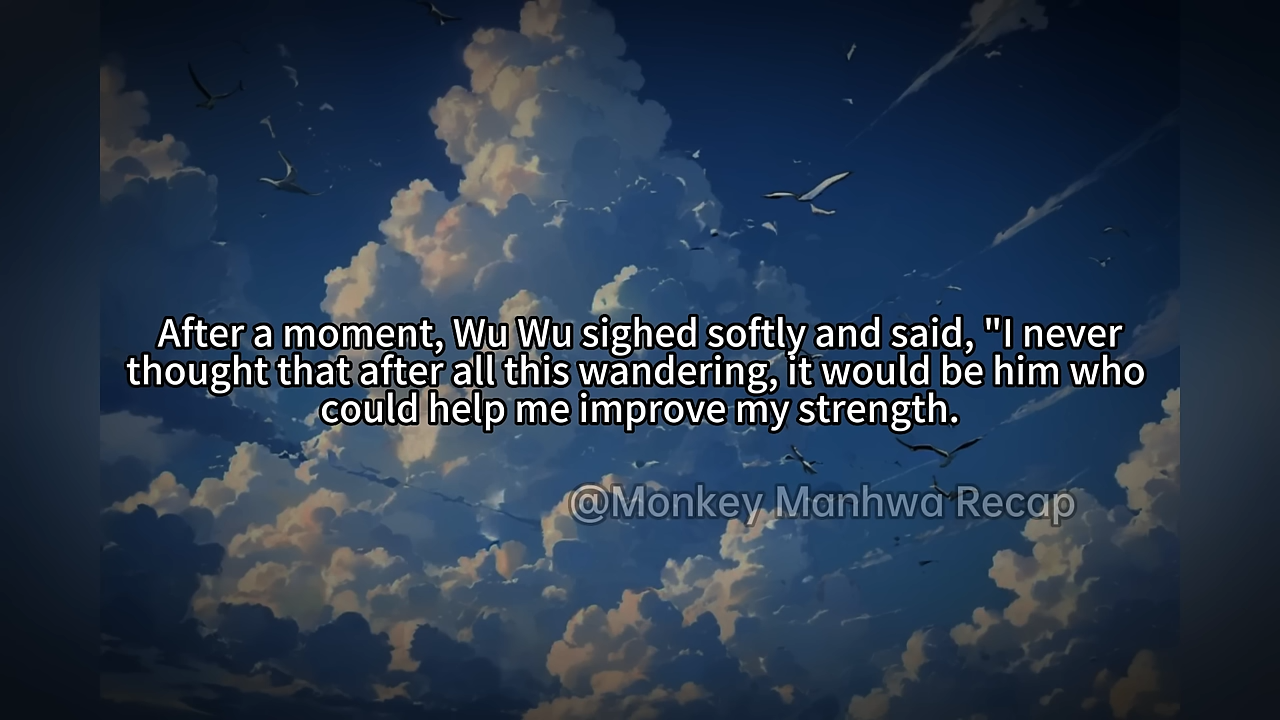 After a moment, Wu Wu sighed softly and said, "I never
thought that after all this wandering, it would be him who
could help me improve my strength.
@Monkey Manhwa Recap